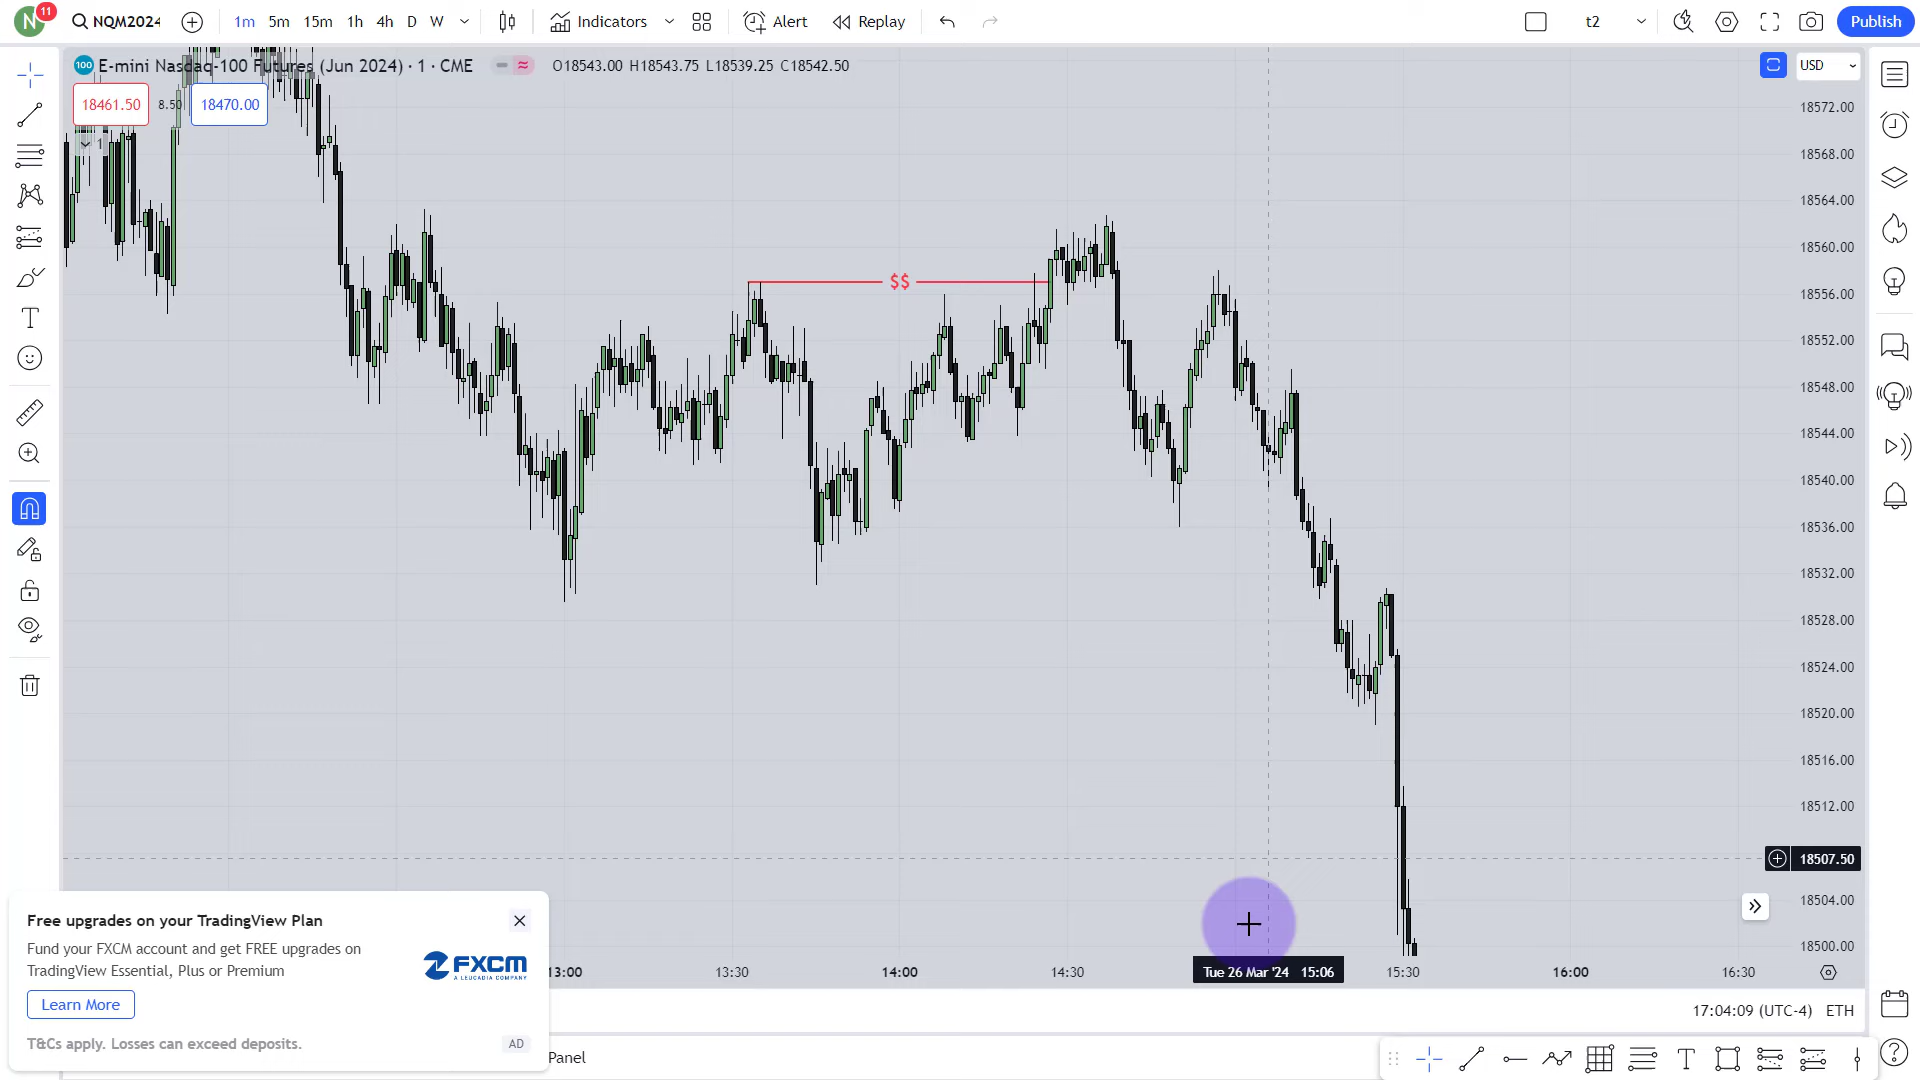 N 11 NQM2024 1m 5m 15m 1h 4h D W Indicators Alert Replay t2 Publish
100 E-mini Nasdaq-100 Futures (Jun 2024) · 1 · CME O18543.00 H18543.75 L18539.25 C18542.50 USD
18461.50 8.50 18470.00
1
$$
18572.00
18568.00
18564.00
18560.00
18556.00
18552.00
18548.00
18544.00
18540.00
18536.00
18532.00
18528.00
18524.00
18520.00
18516.00
18512.00
18507.50
18504.00
18500.00
Free upgrades on your TradingView Plan
Fund your FXCM account and get FREE upgrades on
TradingView Essential, Plus or Premium
FXCM
A LEUCADIA COMPANY
Learn More
T&Cs apply. Losses can exceed deposits. AD
13:00 13:30 14:00 14:30 Tue 26 Mar '24 15:06 15:30 16:00 16:30
17:04:09 (UTC-4) ETH
Panel